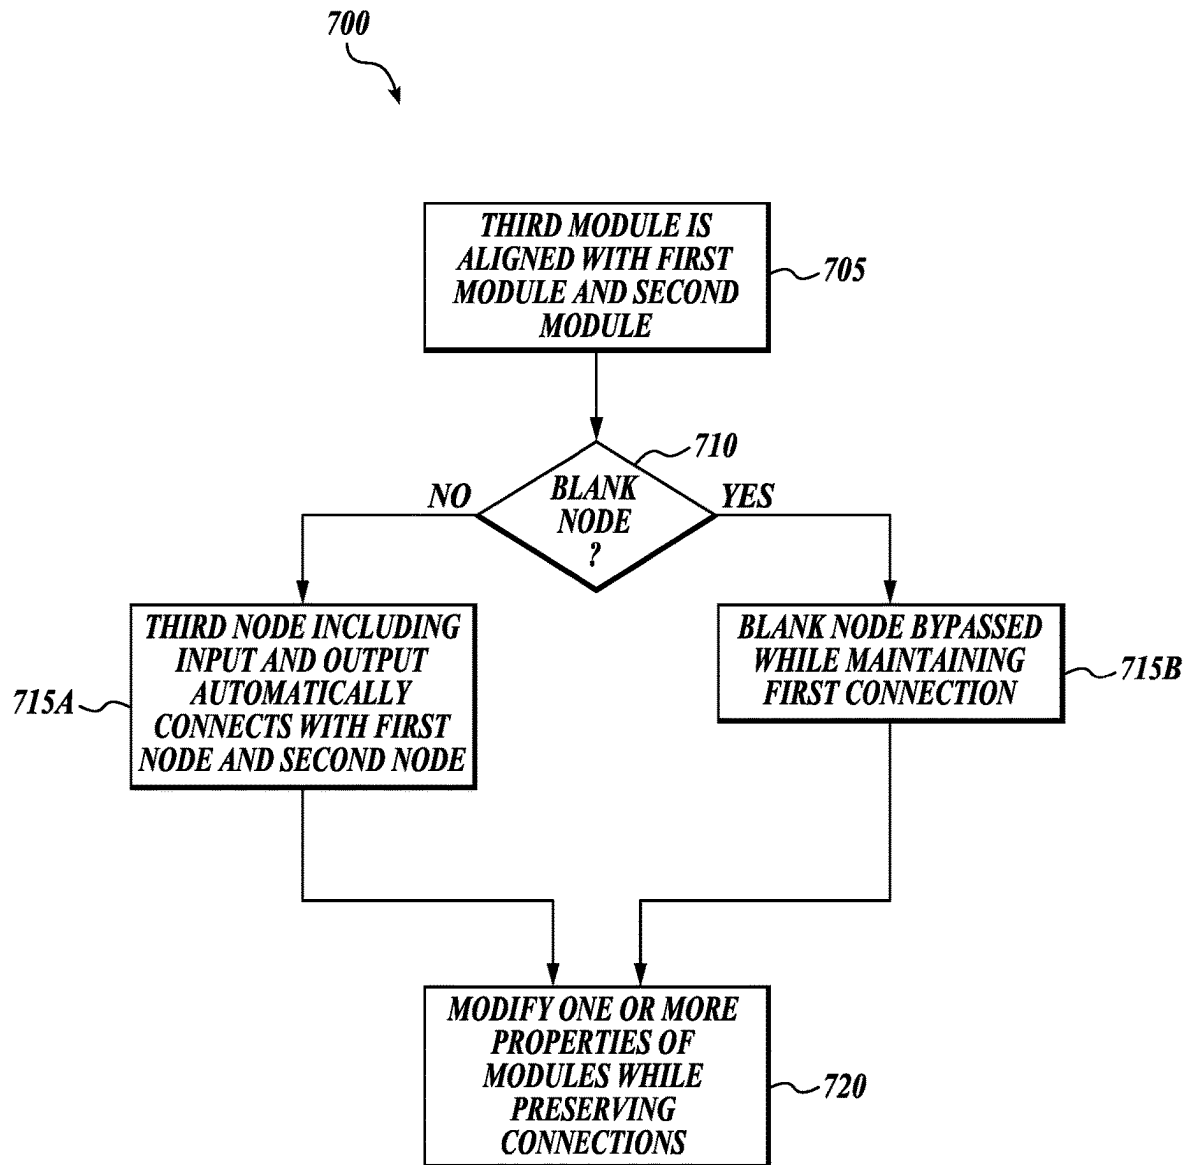 700
THIRD MODULE IS
ALIGNED WITH FIRST
MODULE AND SECOND
MODULE
705
710
BLANK
NODE
?
NO
YES
THIRD NODE INCLUDING
INPUT AND OUTPUT
AUTOMATICALLY
CONNECTS WITH FIRST
NODE AND SECOND NODE
715A
BLANK NODE BYPASSED
WHILE MAINTAINING
FIRST CONNECTION
715B
MODIFY ONE OR MORE
PROPERTIES OF
MODULES WHILE
PRESERVING
CONNECTIONS
720